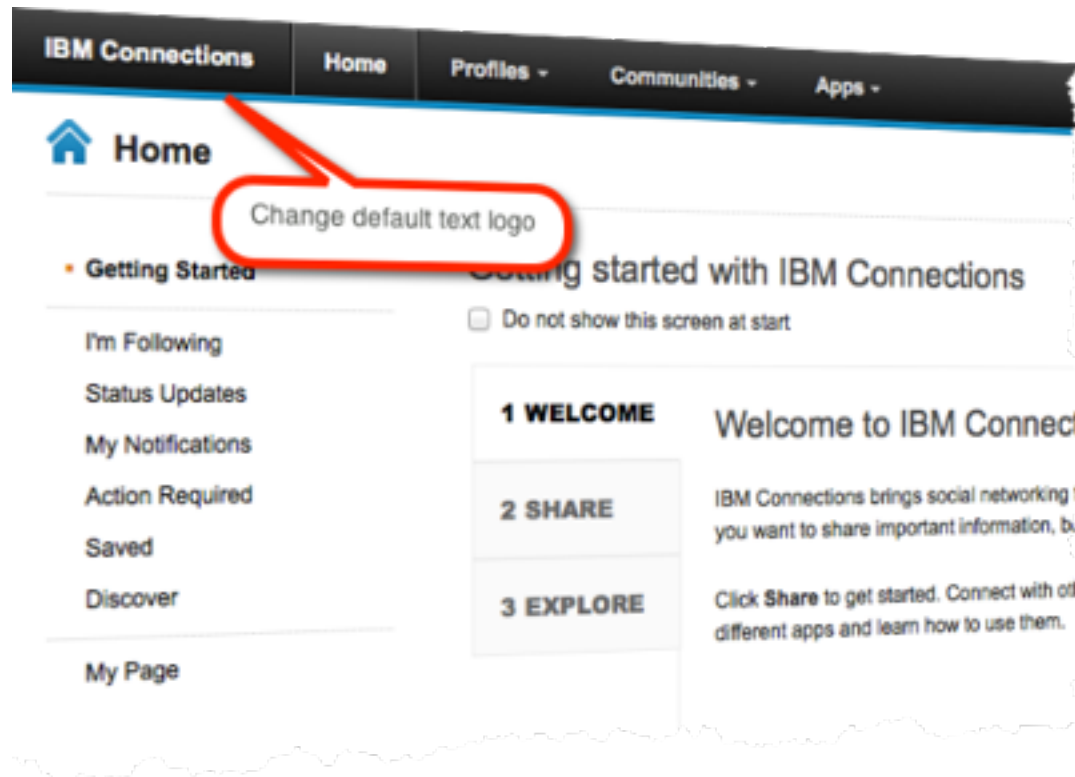 IBM Connections Home Profiles Communities Apps
Home
Change default text logo
Getting Started
Getting started with IBM Connections
Do not show this screen at start
I'm Following
Status Updates
My Notifications
Action Required
Saved
Discover
My Page
1 WELCOME
2 SHARE
3 EXPLORE
Welcome to IBM Connect
IBM Connections brings social networking
you want to share important information,
Click Share to get started. Connect with
different apps and learn how to use them.